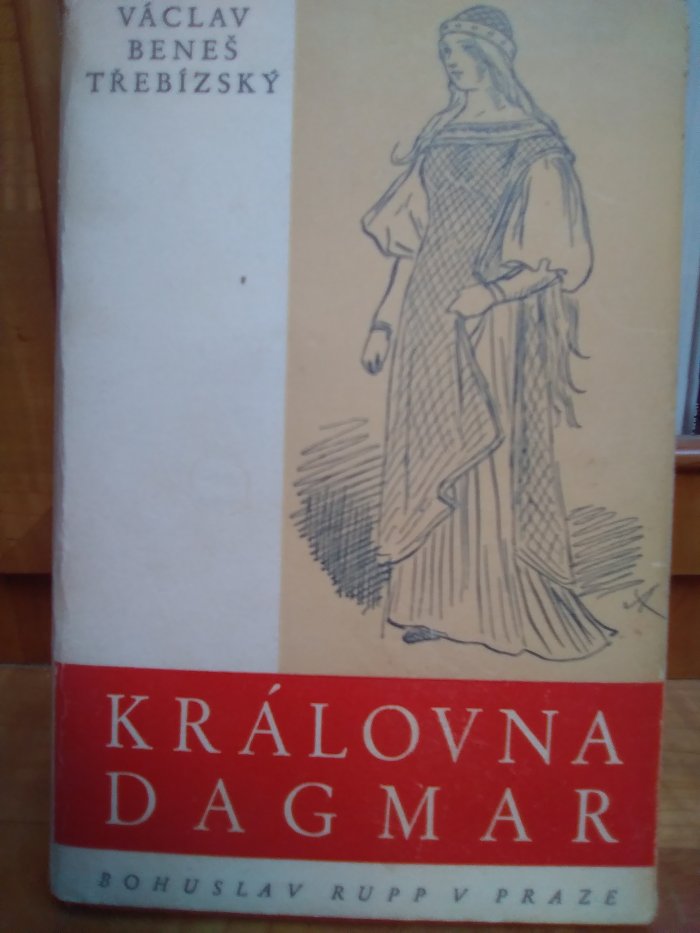 VÁCLAV
BENEŠ
TŘEBÍZSKÝ
KRÁLOVNA
DAGMAR
BOHUSLAV RUPP V PRAZE